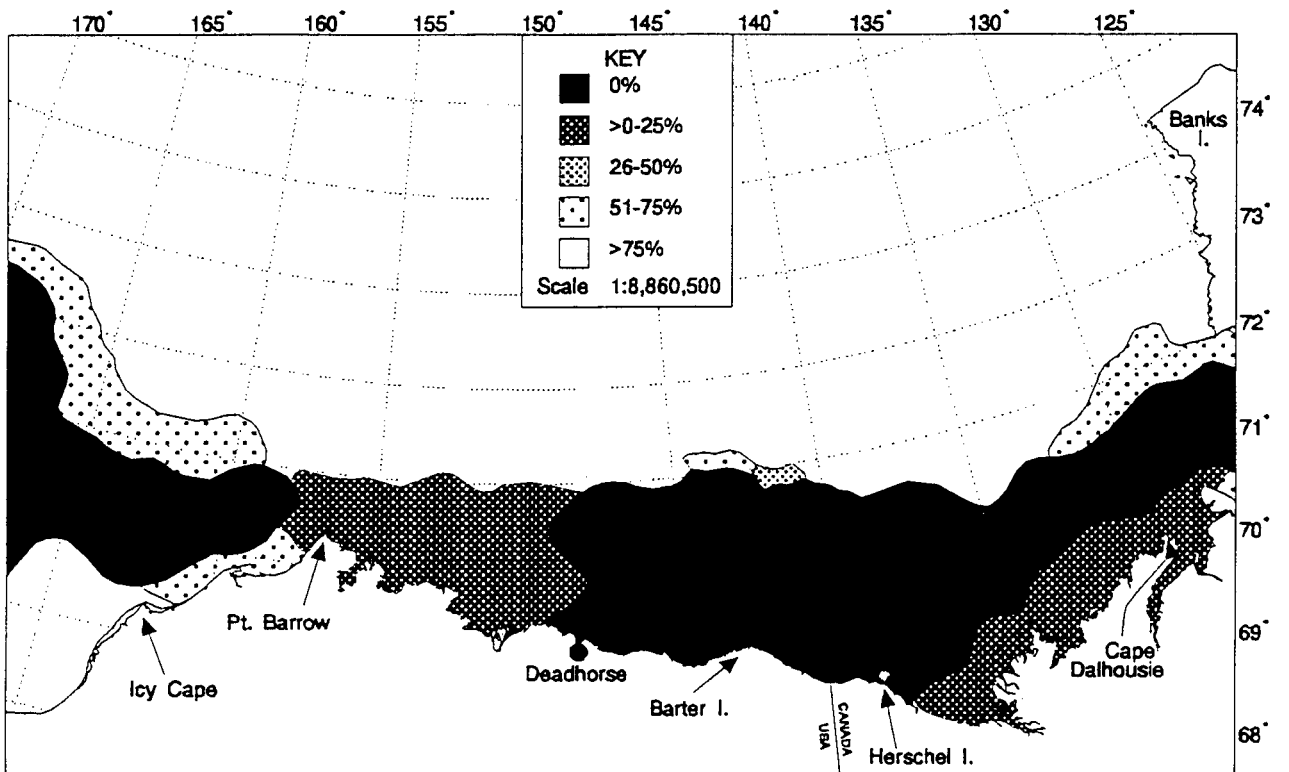 170° 165° 160° 155° 150° 145° 140° 135° 130° 125°
KEY
0%
>0-25%
26-50%
51-75%
>75%
Scale 1:8,860,500
Banks
I.
74°
73°
72°
71°
70°
69°
68°
Pt. Barrow
Icy Cape
Deadhorse
Barter I.
CANADA
USA
Herschel I.
Cape
Dalhousie